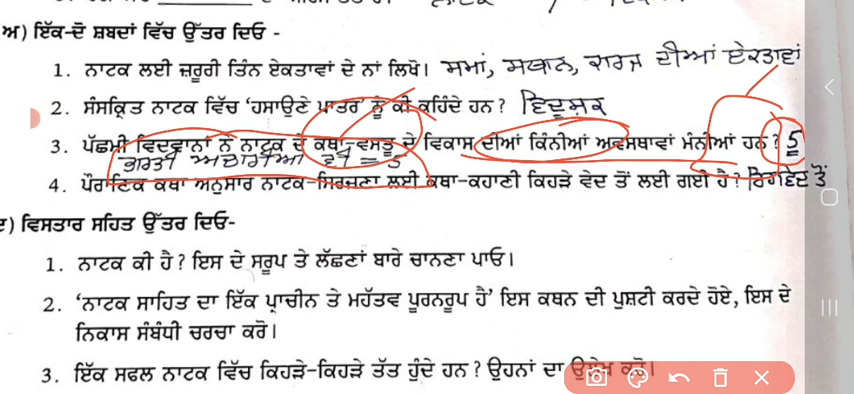 ਅ) ਇੱਕ-ਦੋ ਸ਼ਬਦਾਂ ਵਿੱਚ ਉੱਤਰ ਦਿਓ -
1. ਨਾਟਕ ਲਈ ਜ਼ਰੂਰੀ ਤਿੰਨ ਏਕਤਾਵਾਂ ਦੇ ਨਾਂ ਲਿਖੋ। ਸਮਾਂ, ਸਥਾਨ, ਕਾਰਜ ਦੀਆਂ ਏਕਤਾਵਾਂ
2. ਸੰਸਕ੍ਰਿਤ ਨਾਟਕ ਵਿੱਚ 'ਹਸਾਉਣੇ ਪਾਤਰ' ਨੂੰ ਕੀ ਕਹਿੰਦੇ ਹਨ? ਵਿਦੂਸ਼ਕ
3. ਪੱਛਮੀ ਵਿਦਵਾਨਾਂ ਨੇ ਨਾਟਕ ਦੇ ਕਥਾ-ਵਸਤੂ ਦੇ ਵਿਕਾਸ ਦੀਆਂ ਕਿੰਨੀਆਂ ਅਵਸਥਾਵਾਂ ਮੰਨੀਆਂ ਹਨ? 5
= 5
4. ਪੌਰਾਣਿਕ ਕਥਾ ਅਨੁਸਾਰ ਨਾਟਕ-ਸਿਰਜਣਾ ਲਈ ਕਥਾ-ਕਹਾਣੀ ਕਿਹੜੇ ਵੇਦ ਤੋਂ ਲਈ ਗਈ ਹੈ? ਰਿਗਵੇਦ ਤੋਂ
ੲ) ਵਿਸਤਾਰ ਸਹਿਤ ਉੱਤਰ ਦਿਓ-
1. ਨਾਟਕ ਕੀ ਹੈ? ਇਸ ਦੇ ਸਰੂਪ ਤੇ ਲੱਛਣਾਂ ਬਾਰੇ ਚਾਨਣਾ ਪਾਓ।
2. 'ਨਾਟਕ ਸਾਹਿਤ ਦਾ ਇੱਕ ਪ੍ਰਾਚੀਨ ਤੇ ਮਹੱਤਵ ਪੂਰਨਰੂਪ ਹੈ' ਇਸ ਕਥਨ ਦੀ ਪੁਸ਼ਟੀ ਕਰਦੇ ਹੋਏ, ਇਸ ਦੇ
ਨਿਕਾਸ ਸੰਬੰਧੀ ਚਰਚਾ ਕਰੋ।
3. ਇੱਕ ਸਫਲ ਨਾਟਕ ਵਿੱਚ ਕਿਹੜੇ-ਕਿਹੜੇ ਤੱਤ ਹੁੰਦੇ ਹਨ? ਉਹਨਾਂ ਦਾ